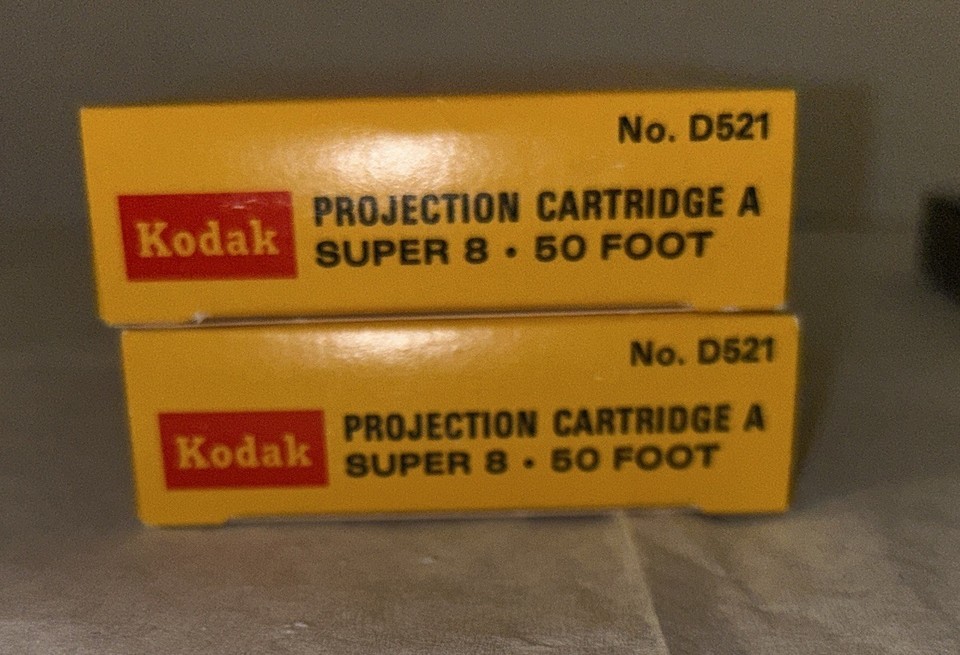 No. D521
Kodak
PROJECTION CARTRIDGE A
SUPER 8 • 50 FOOT
No. D521
Kodak
PROJECTION CARTRIDGE A
SUPER 8 • 50 FOOT